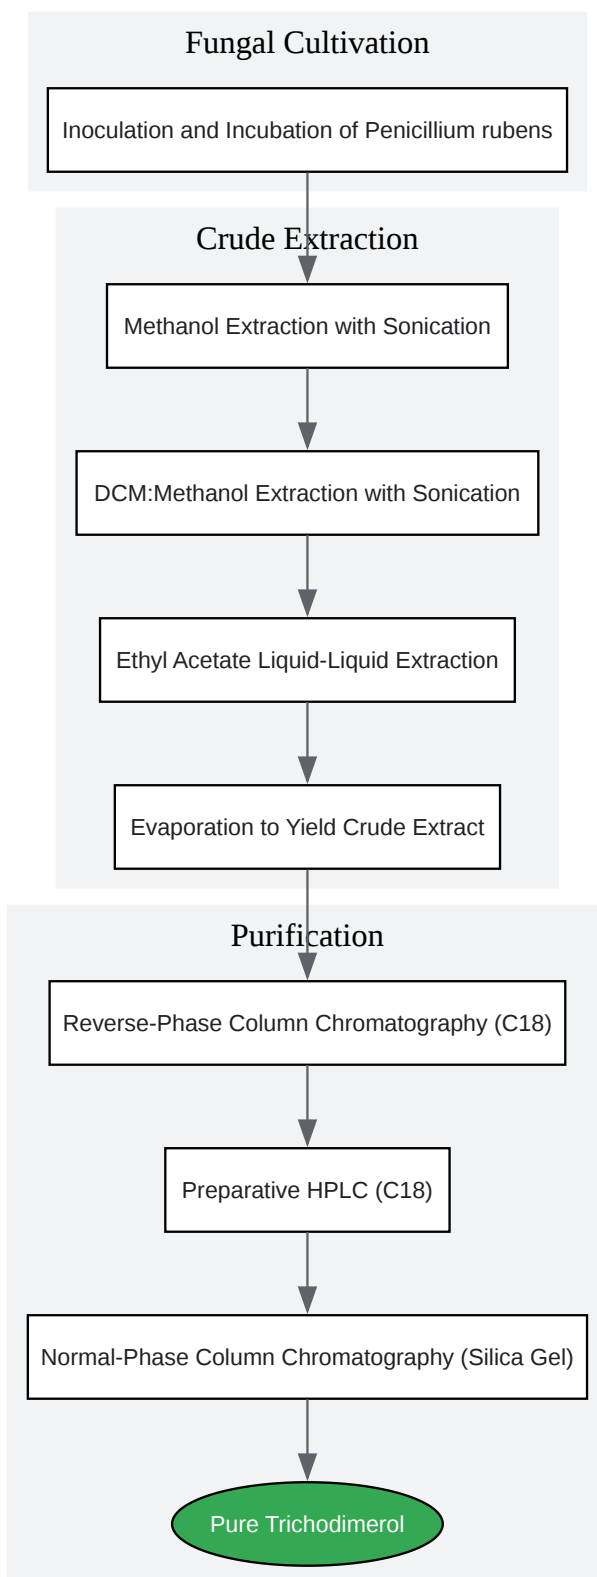 Fungal Cultivation
Inoculation and Incubation of Penicillium rubens
Crude Extraction
Methanol Extraction with Sonication
DCM:Methanol Extraction with Sonication
Ethyl Acetate Liquid-Liquid Extraction
Evaporation to Yield Crude Extract
Purification
Reverse-Phase Column Chromatography (C18)
Preparative HPLC (C18)
Normal-Phase Column Chromatography (Silica Gel)
Pure Trichodimerol